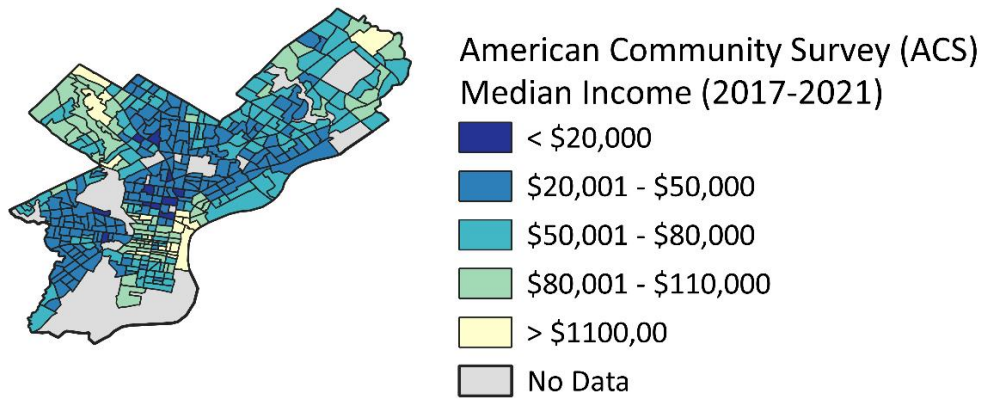 American Community Survey (ACS)
Median Income (2017-2021)
< $20,000
$20,001 - $50,000
$50,001 - $80,000
$80,001 - $110,000
> $1100,00
No Data